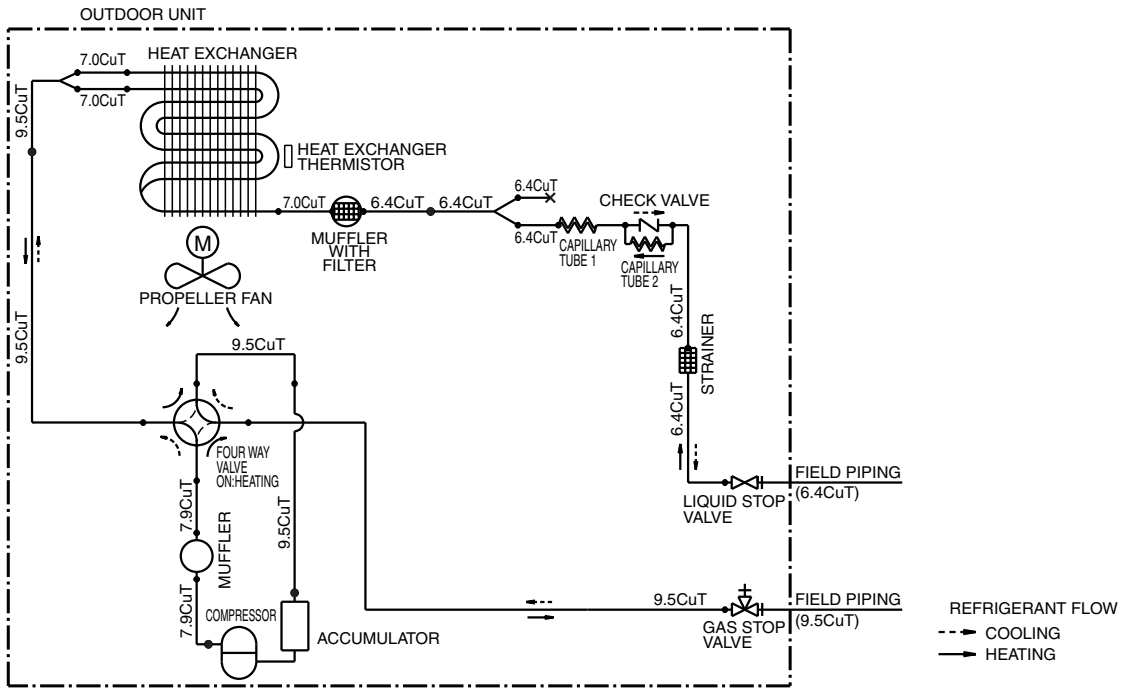 OUTDOOR UNIT
HEAT EXCHANGER
7.0CuT
7.0CuT
9.5CuT
HEAT EXCHANGER
THERMISTOR
7.0CuT
6.4CuT
6.4CuT
6.4CuT
6.4CuT
MUFFLER
WITH
FILTER
CAPILLARY
TUBE 1
CHECK VALVE
CAPILLARY
TUBE 2
M
PROPELLER FAN
6.4CuT
STRAINER
6.4CuT
9.5CuT
9.5CuT
FOUR WAY
VALVE
ON:HEATING
7.9CuT
9.5CuT
MUFFLER
7.9CuT
COMPRESSOR
ACCUMULATOR
LIQUID STOP
VALVE
FIELD PIPING
(6.4CuT)
9.5CuT
GAS STOP
VALVE
FIELD PIPING
(9.5CuT)
REFRIGERANT FLOW
COOLING
HEATING